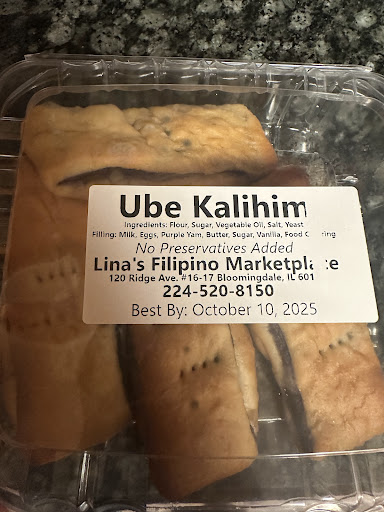 Ube Kalihim
Ingredients: Flour, Sugar, Vegetable Oil, Salt, Yeast
Filling: Milk, Eggs, Purple Yam, Butter, Sugar, Vanilla, Food
No Preservatives Added
Lina's Filipino Marketplace
120 Ridge Ave. #16-17 Bloomingdale, IL 601
224-520-8150
Best By: October 10, 2025